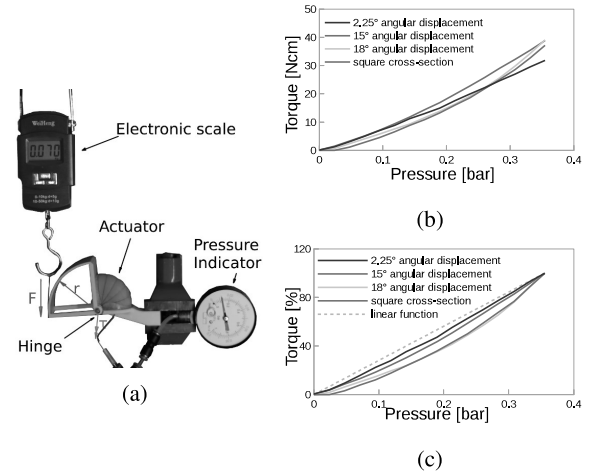 Weiheng
0.070
Electronic scale
Actuator
Pressure
Indicator
F
r
T
Hinge
(a)
50
40
30
20
10
0
Torque [Ncm]
2.25° angular displacement
15° angular displacement
18° angular displacement
square cross-section
0
0.1
0.2
0.3
0.4
Pressure [bar]
(b)
120
80
40
0
Torque [%]
2.25° angular displacement
15° angular displacement
18° angular displacement
square cross-section
linear function
0
0.1
0.2
0.3
0.4
Pressure [bar]
(c)